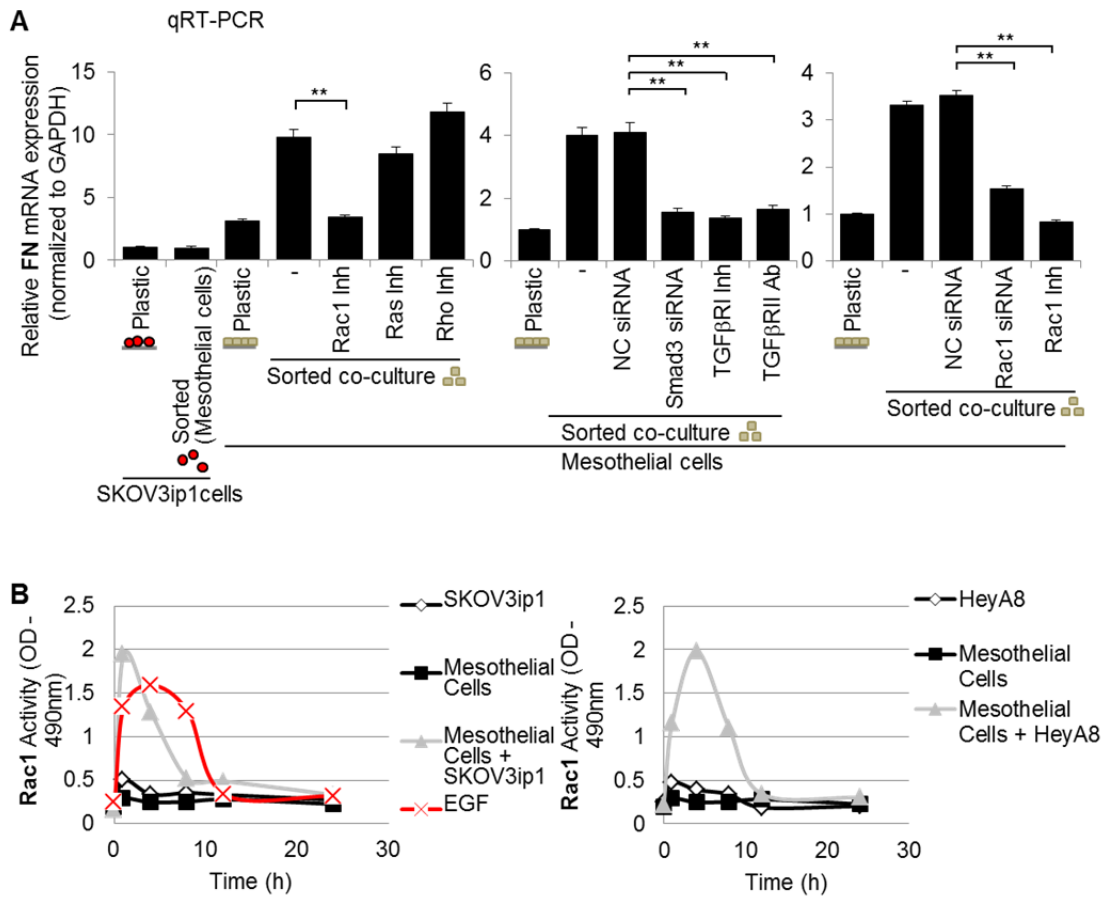 A
qRT-PCR
Relative FN mRNA expression
(normalized to GAPDH)
15
10
5
0
**
Plastic
Sorted
(Mesothelial cells)
Plastic
-
Rac1 Inh
Ras Inh
Rho Inh
Sorted co-culture
SKOV3ip1cells
6
4
2
0
**
**
**
Plastic
-
NC siRNA
Smad3 siRNA
TGFβRI Inh
TGFβRII Ab
Sorted co-culture
4
3
2
1
0
**
**
Plastic
-
NC siRNA
Rac1 siRNA
Rac1 Inh
Sorted co-culture
Mesothelial cells
B
Rac1 Activity (OD -
490nm)
2.5
2
1.5
1
0.5
0
0
10
20
30
Time (h)
SKOV3ip1
Mesothelial
Cells
Mesothelial
Cells +
SKOV3ip1
EGF
Rac1 Activity (OD -
490nm)
2.5
2
1.5
1
0.5
0
0
10
20
30
Time (h)
HeyA8
Mesothelial
Cells
Mesothelial
Cells + HeyA8